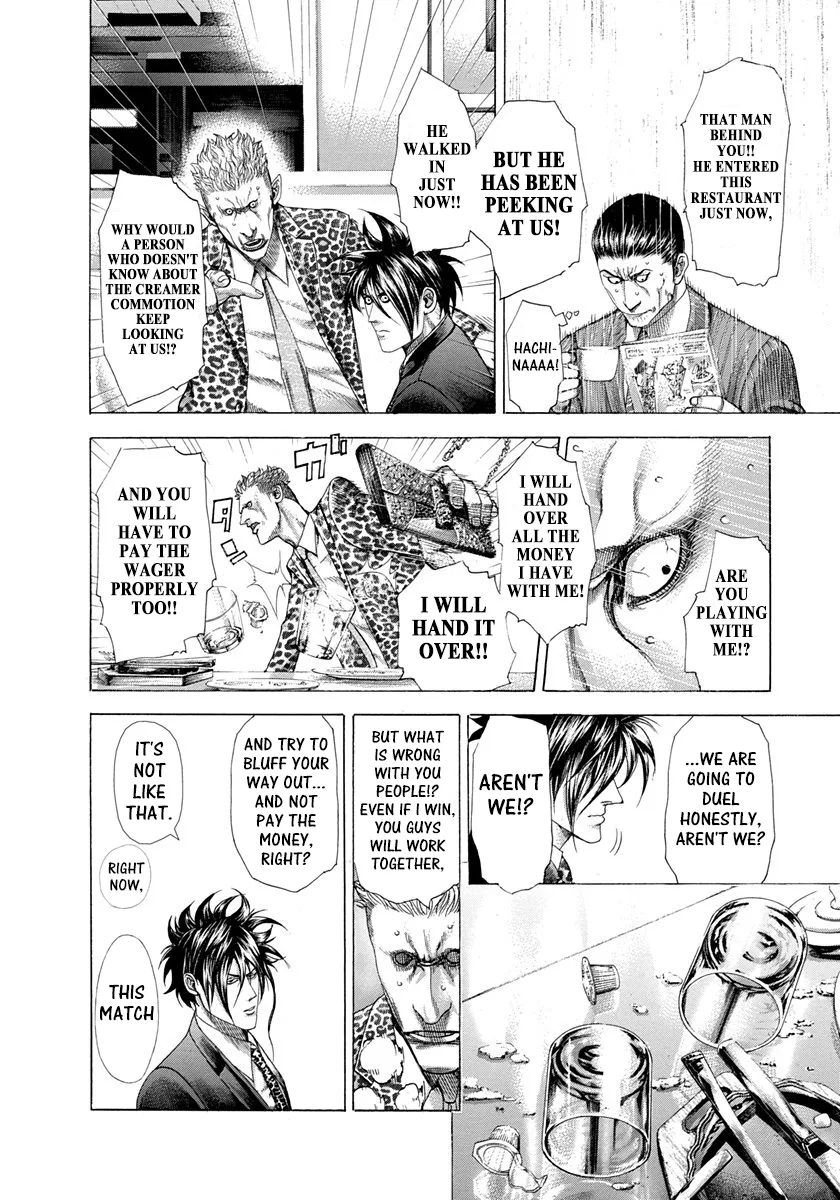 THAT MAN
BEHIND
YOU!!
HE ENTERED
THIS
RESTAURANT
JUST NOW,
BUT HE
HAS BEEN
PEEKING
AT US!
HACHI-
NAAAA!
HE
WALKED
IN
JUST
NOW!!
WHY WOULD
A PERSON
WHO DOESN'T
KNOW ABOUT
THE CREAMER
COMMOTION
KEEP
LOOKING
AT US!?
ARE
YOU
PLAYING
WITH
ME!?
I WILL
HAND
OVER
ALL THE
MONEY
I HAVE
WITH ME!
I WILL
HAND IT
OVER!!
ガタ
ガタ
AND YOU
WILL
HAVE TO
PAY THE
WAGER
PROPERLY
TOO!!
...WE ARE
GOING TO
DUEL
HONESTLY,
AREN'T WE?
AREN'T
WE!?
BUT WHAT
IS WRONG
WITH YOU
PEOPLE!?
EVEN IF I WIN,
YOU GUYS
WILL WORK
TOGETHER,
AND TRY TO
BLUFF YOUR
WAY OUT...
AND NOT
PAY THE
MONEY,
RIGHT?
IT'S
NOT
LIKE
THAT.
RIGHT
NOW,
THIS
MATCH